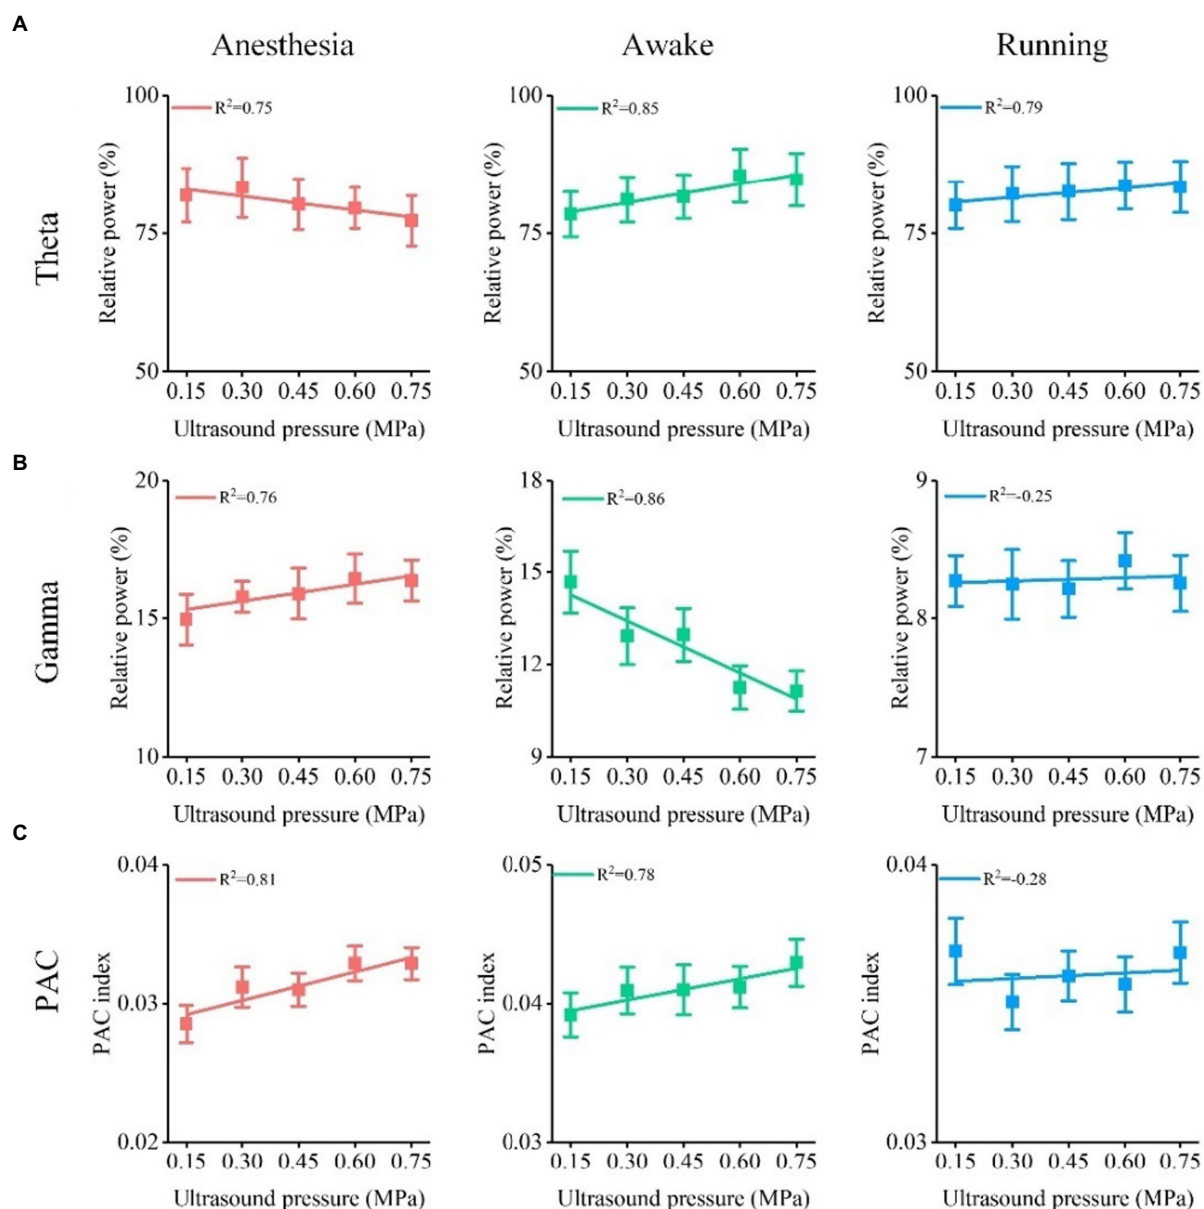 A
Anesthesia Awake Running
Theta
Relative power (%)
100
75
50
R²=0.75
0.15 0.30 0.45 0.60 0.75
Ultrasound pressure (MPa)
Relative power (%)
100
75
50
R²=0.85
0.15 0.30 0.45 0.60 0.75
Ultrasound pressure (MPa)
Relative power (%)
100
75
50
R²=0.79
0.15 0.30 0.45 0.60 0.75
Ultrasound pressure (MPa)
B
Gamma
Relative power (%)
20
15
10
R²=0.76
0.15 0.30 0.45 0.60 0.75
Ultrasound pressure (MPa)
Relative power (%)
18
15
12
9
R²=0.86
0.15 0.30 0.45 0.60 0.75
Ultrasound pressure (MPa)
Relative power (%)
9
8
7
R²=-0.25
0.15 0.30 0.45 0.60 0.75
Ultrasound pressure (MPa)
C
PAC
PAC index
0.04
0.03
0.02
R²=0.81
0.15 0.30 0.45 0.60 0.75
Ultrasound pressure (MPa)
PAC index
0.05
0.04
0.03
R²=0.78
0.15 0.30 0.45 0.60 0.75
Ultrasound pressure (MPa)
PAC index
0.04
0.03
R²=-0.28
0.15 0.30 0.45 0.60 0.75
Ultrasound pressure (MPa)